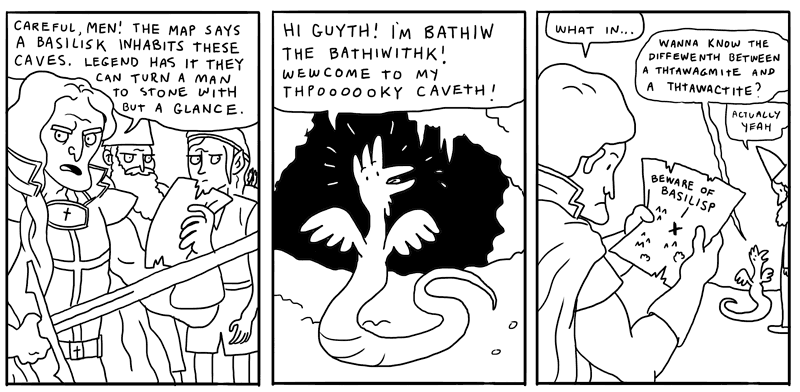 CAREFUL, MEN! THE MAP SAYS
A BASILISK INHABITS THESE
CAVES. LEGEND HAS IT THEY
CAN TURN A MAN
TO STONE WITH
BUT A GLANCE.
HI GUYTH! I'M BATHIW
THE BATHIWITHK!
WEWCOME TO MY
THPOOOOOKY CAVETH!
WHAT IN...
WANNA KNOW THE
DIFFEWENTH BETWEEN
A THTAWAGMITE AND
A THTAWACTITE?
ACTUALLY
YEAH
BEWARE OF
BASILISP